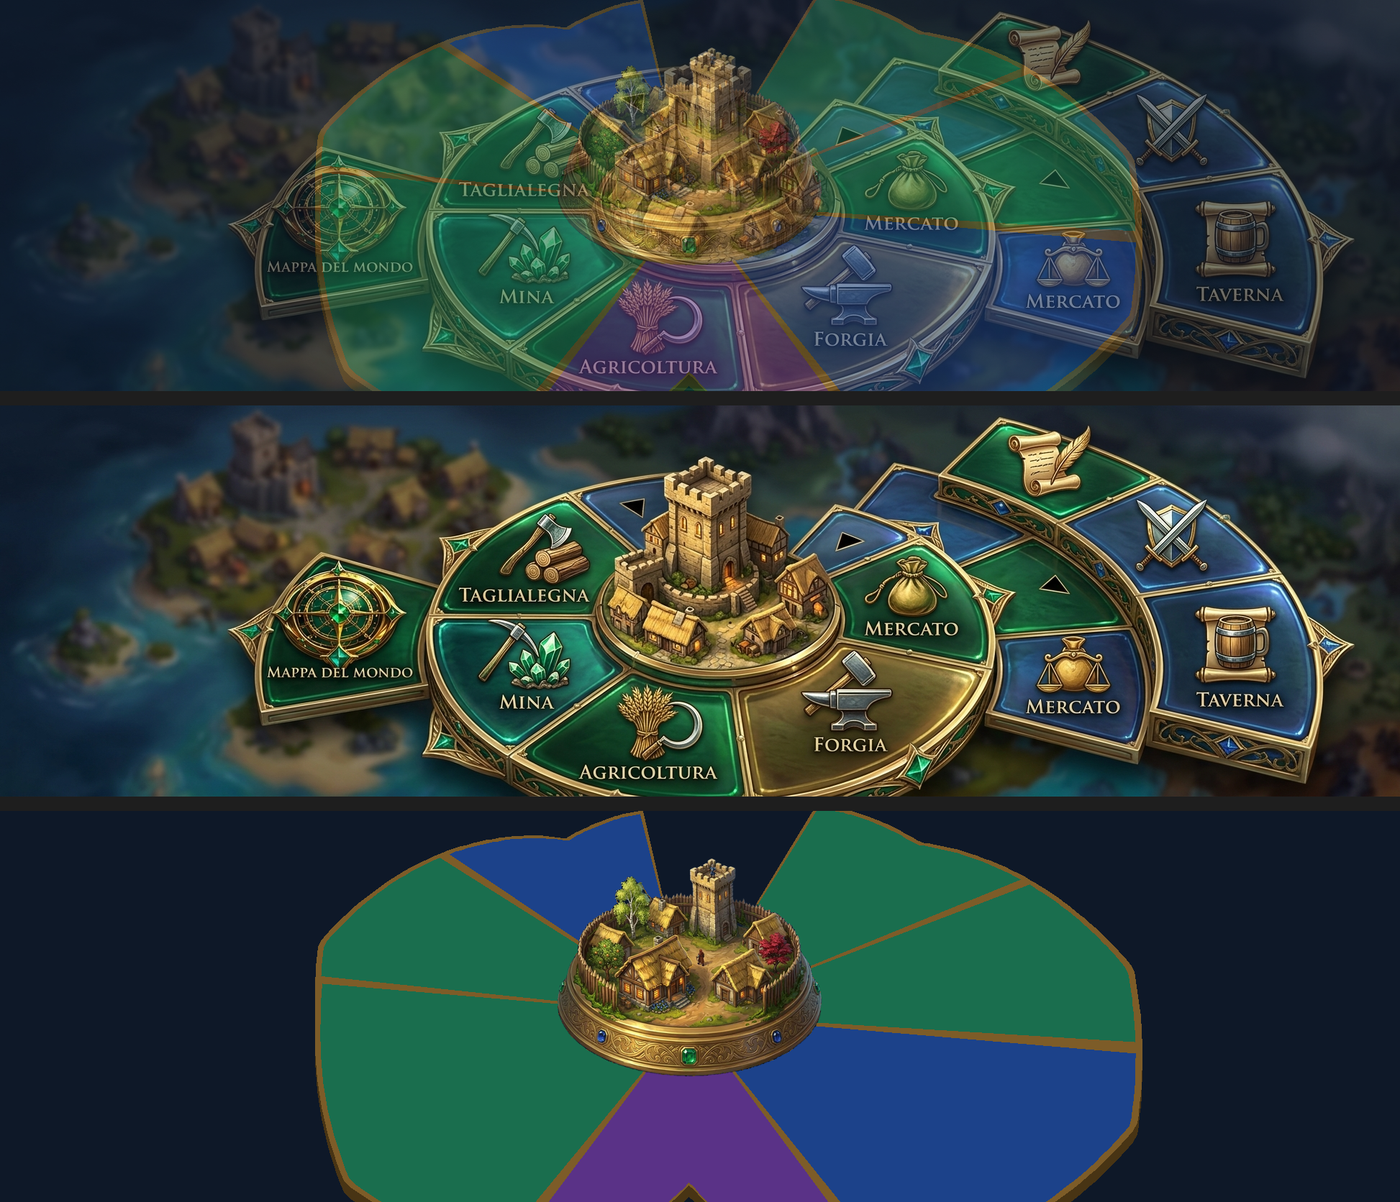 TAGLIALEGNA
MERCATO
MAPPA DEL MONDO
MINA
MERCATO
TAVERNA
FORGIA
AGRICOLTURA
TAGLIALEGNA
MERCATO
MAPPA DEL MONDO
MINA
MERCATO
TAVERNA
FORGIA
AGRICOLTURA